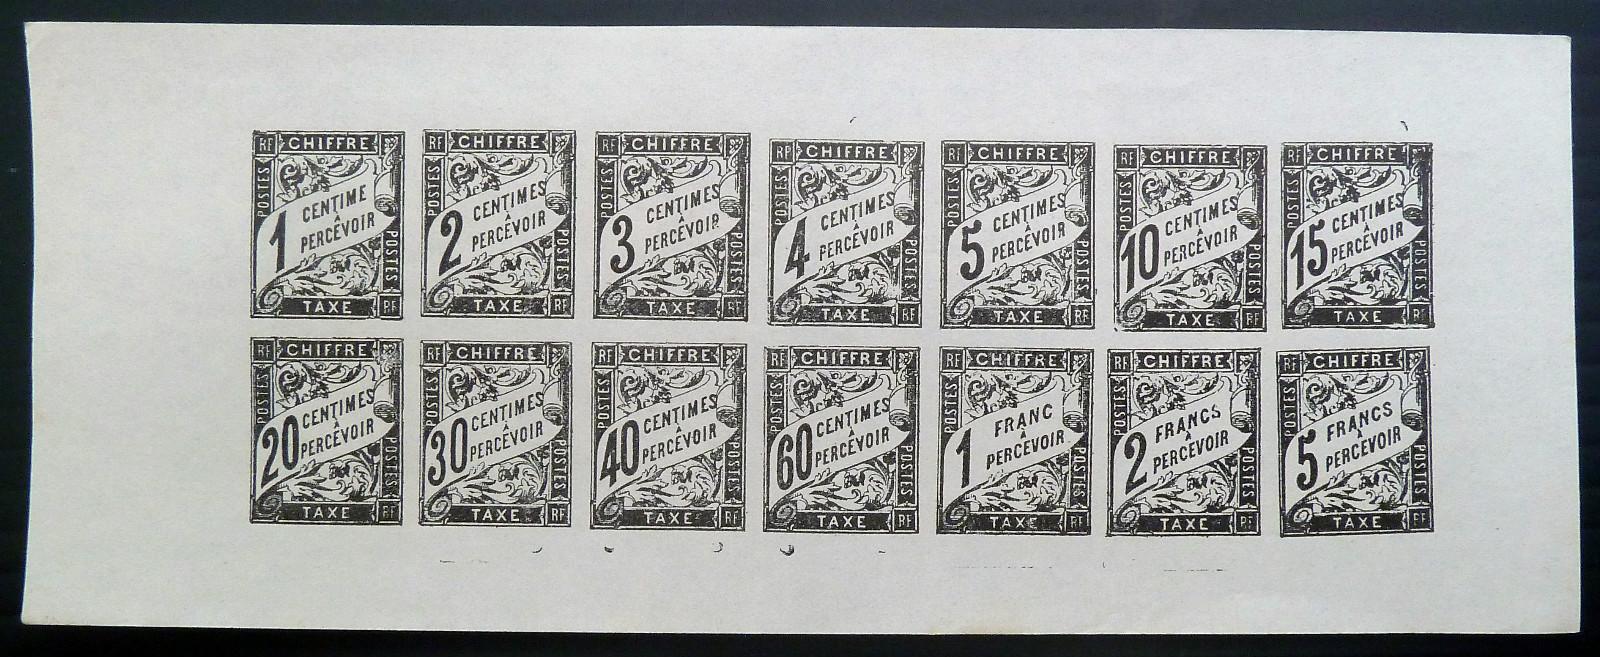 RF CHIFFRE
POSTES
1 CENTIME
À
PERCEVOIR
POSTES
TAXE RF
RF CHIFFRE
POSTES
2 CENTIMES
À
PERCEVOIR
POSTES
TAXE RF
RF CHIFFRE
POSTES
3 CENTIMES
À
PERCEVOIR
POSTES
TAXE RF
RF CHIFFRE
POSTES
4 CENTIMES
À
PERCEVOIR
POSTES
TAXE RF
RF CHIFFRE
POSTES
5 CENTIMES
À
PERCEVOIR
POSTES
TAXE RF
RF CHIFFRE
POSTES
10 CENTIMES
À
PERCEVOIR
POSTES
TAXE RF
RF CHIFFRE
POSTES
15 CENTIMES
À
PERCEVOIR
POSTES
TAXE RF
RF CHIFFRE
POSTES
20 CENTIMES
À
PERCEVOIR
POSTES
TAXE RF
RF CHIFFRE
POSTES
30 CENTIMES
À
PERCEVOIR
POSTES
TAXE RF
RF CHIFFRE
POSTES
40 CENTIMES
À
PERCEVOIR
POSTES
TAXE RF
RF CHIFFRE
POSTES
60 CENTIMES
À
PERCEVOIR
POSTES
TAXE RF
RF CHIFFRE
POSTES
1 FRANC
À
PERCEVOIR
POSTES
TAXE RF
RF CHIFFRE
POSTES
2 FRANCS
À
PERCEVOIR
POSTES
TAXE RF
RF CHIFFRE
POSTES
5 FRANCS
À
PERCEVOIR
POSTES
TAXE RF